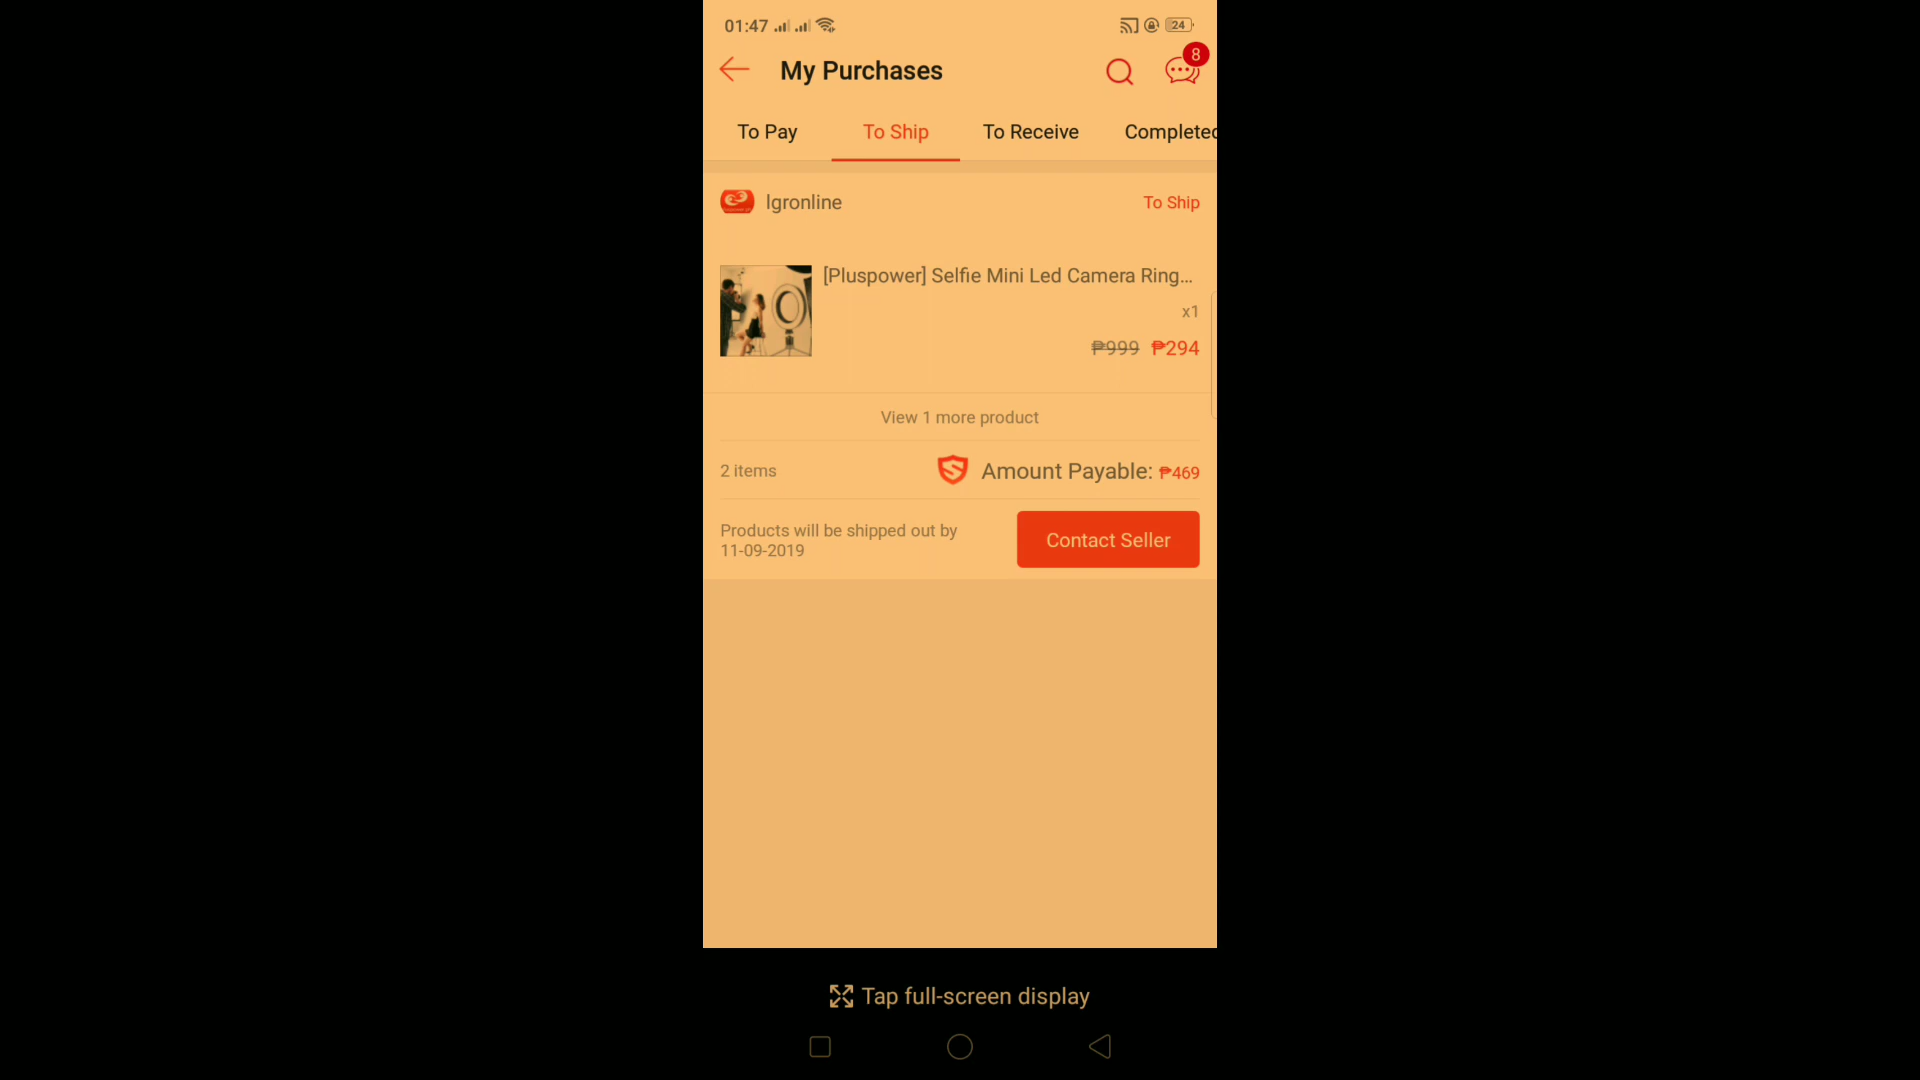 01:47
24
My Purchases
8
To Pay
To Ship
To Receive
Completed
lgronline
To Ship
[Pluspower] Selfie Mini Led Camera Ring...
x1
₱999 ₱294
View 1 more product
2 items
Amount Payable: ₱469
Products will be shipped out by
11-09-2019
Contact Seller
Tap full-screen display